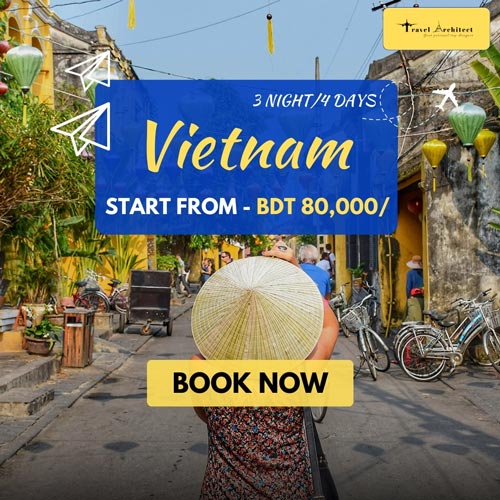 Travel Architect
3 NIGHT/4 DAYS
Vietnam
START FROM - BDT 80,000/
BOOK NOW